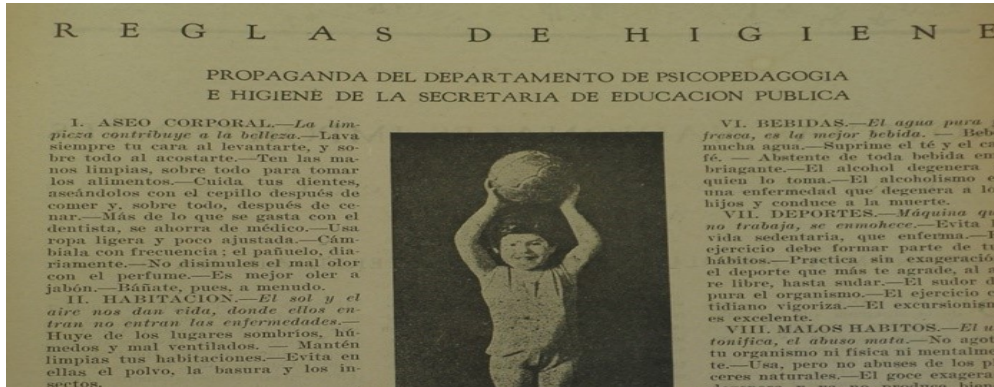 REGLAS DE HIGIENE
PROPAGANDA DEL DEPARTAMENTO DE PSICOPEDAGOGIA
E HIGIENE DE LA SECRETARIA DE EDUCACION PUBLICA
I. ASEO CORPORAL.—La lim-
pieza contribuye a la belleza.—Lava
siempre tu cara al levantarte, y so-
bre todo al acostarte.—Ten las ma-
nos limpias, sobre todo para tomar
los alimentos.—Cuida tus dientes,
aseándolos con el cepillo después de
comer y, sobre todo, después de ce-
nar.—Más de lo que se gasta con el
dentista, se ahorra de médico.—Usa
ropa ligera y poco ajustada.—Cám-
biala con frecuencia; el pañuelo, dia-
riamente.—No disimules el mal olor
con el perfume.—Es mejor oler a
jabón.—Báñate, pues, a menudo.
II. HABITACION.—El sol y el
aire nos dan vida, donde ellos en-
tran no entran las enfermedades.—
Huye de los lugares sombríos, hú-
medos y mal ventilados. — Mantén
limpias tus habitaciones.—Evita en
ellas el polvo, la basura y los in-
sectos.
VI. BEBIDAS.—El agua pura y
fresca, es la mejor bebida. — Beb
mucha agua.—Suprime el té y el ca
fé. — Abstente de toda bebida em
briagante.—El alcohol degenera
quien lo toma.—El alcoholismo e
una enfermedad que degenera a lo
hijos y conduce a la muerte.
VII. DEPORTES.—Máquina qu
no trabaja, se enmohece.—Evita l
vida sedentaria, que enferma.—E
ejercicio debe formar parte de tu
hábitos.—Practica sin exageració
el deporte que más te agrade, al a
re libre, hasta sudar.—El sudor d
pura el organismo.—El ejercicio c
tidiano vigoriza.—El excursionism
es excelente.
VIII. MALOS HABITOS.—El u
tonifica, el abuso mata.—No agot
tu organismo ni física ni mentalme
te.—Usa, pero no abuses de los p
ceres naturales.—El goce exagera